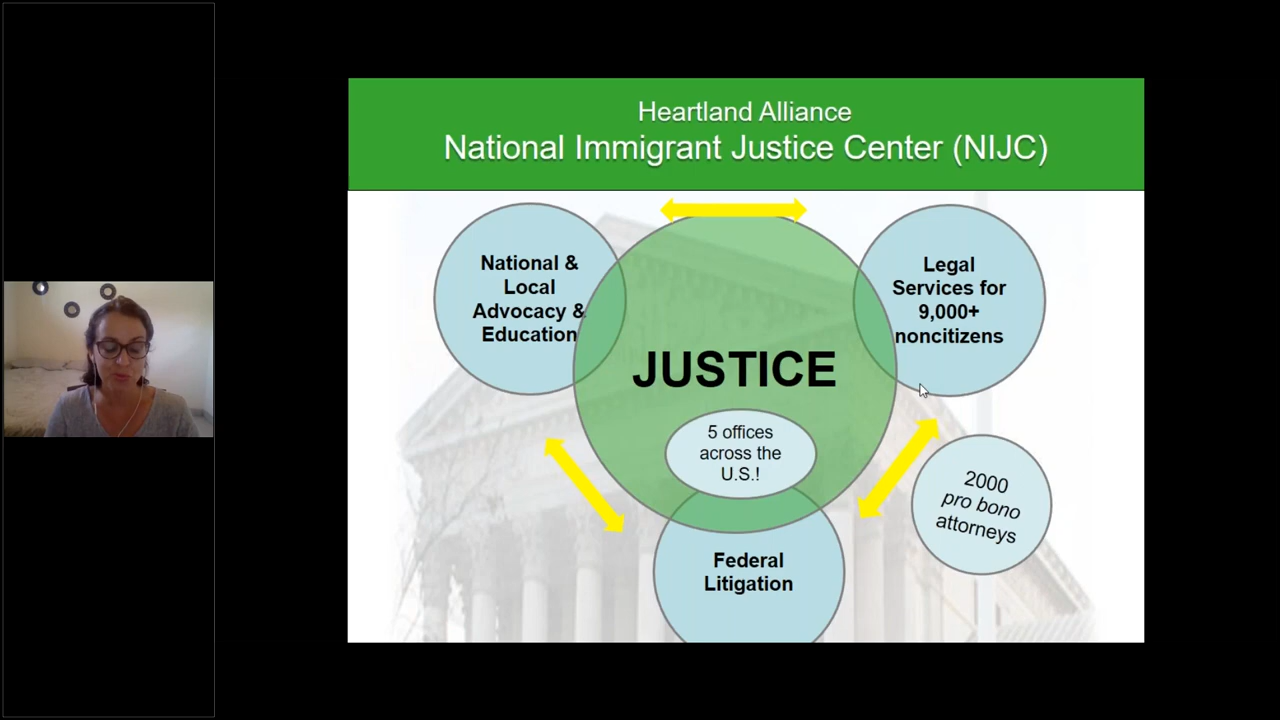 Heartland Alliance
National Immigrant Justice Center (NIJC)
National &
Local
Advocacy &
Education
Legal
Services for
9,000+
noncitizens
JUSTICE
5 offices
across the
U.S.!
2000
pro bono
attorneys
Federal
Litigation